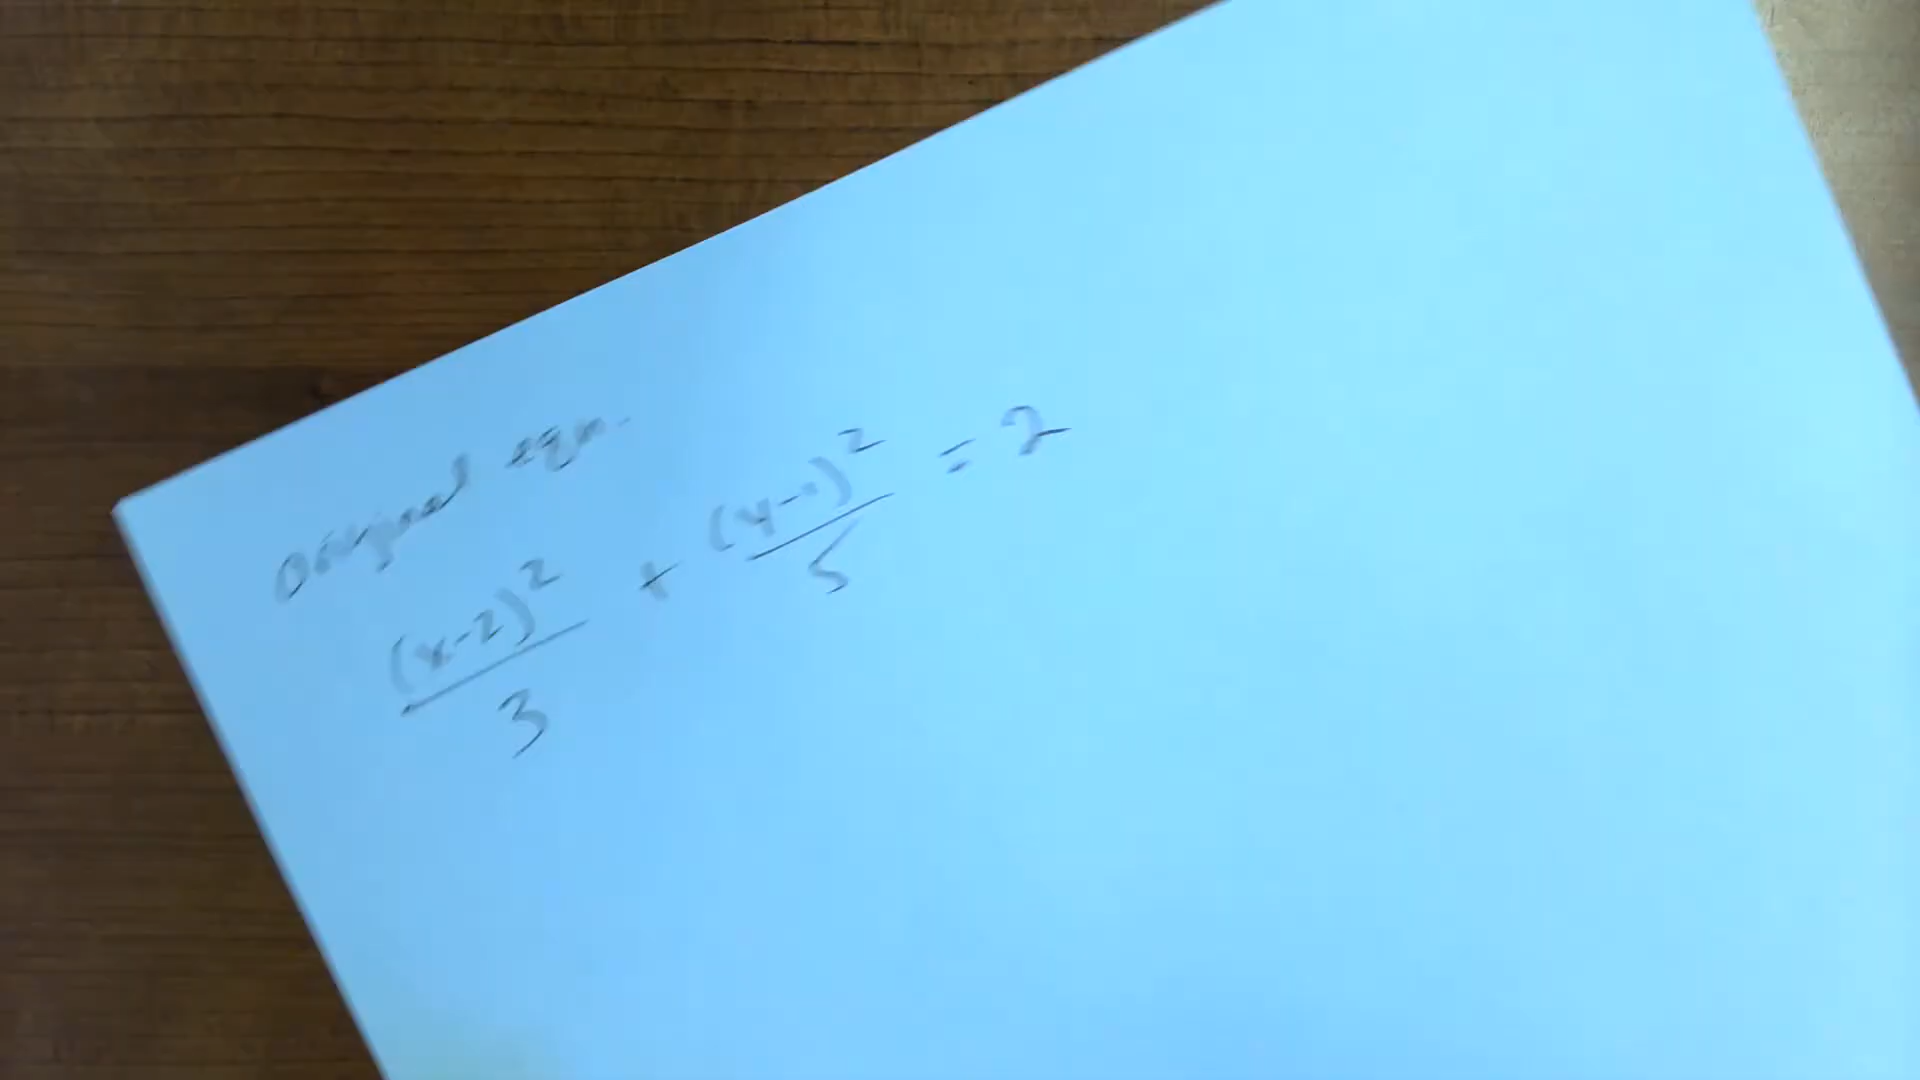 Original eqn.
(x-2)²/3 + (y-1)²/5 = 2